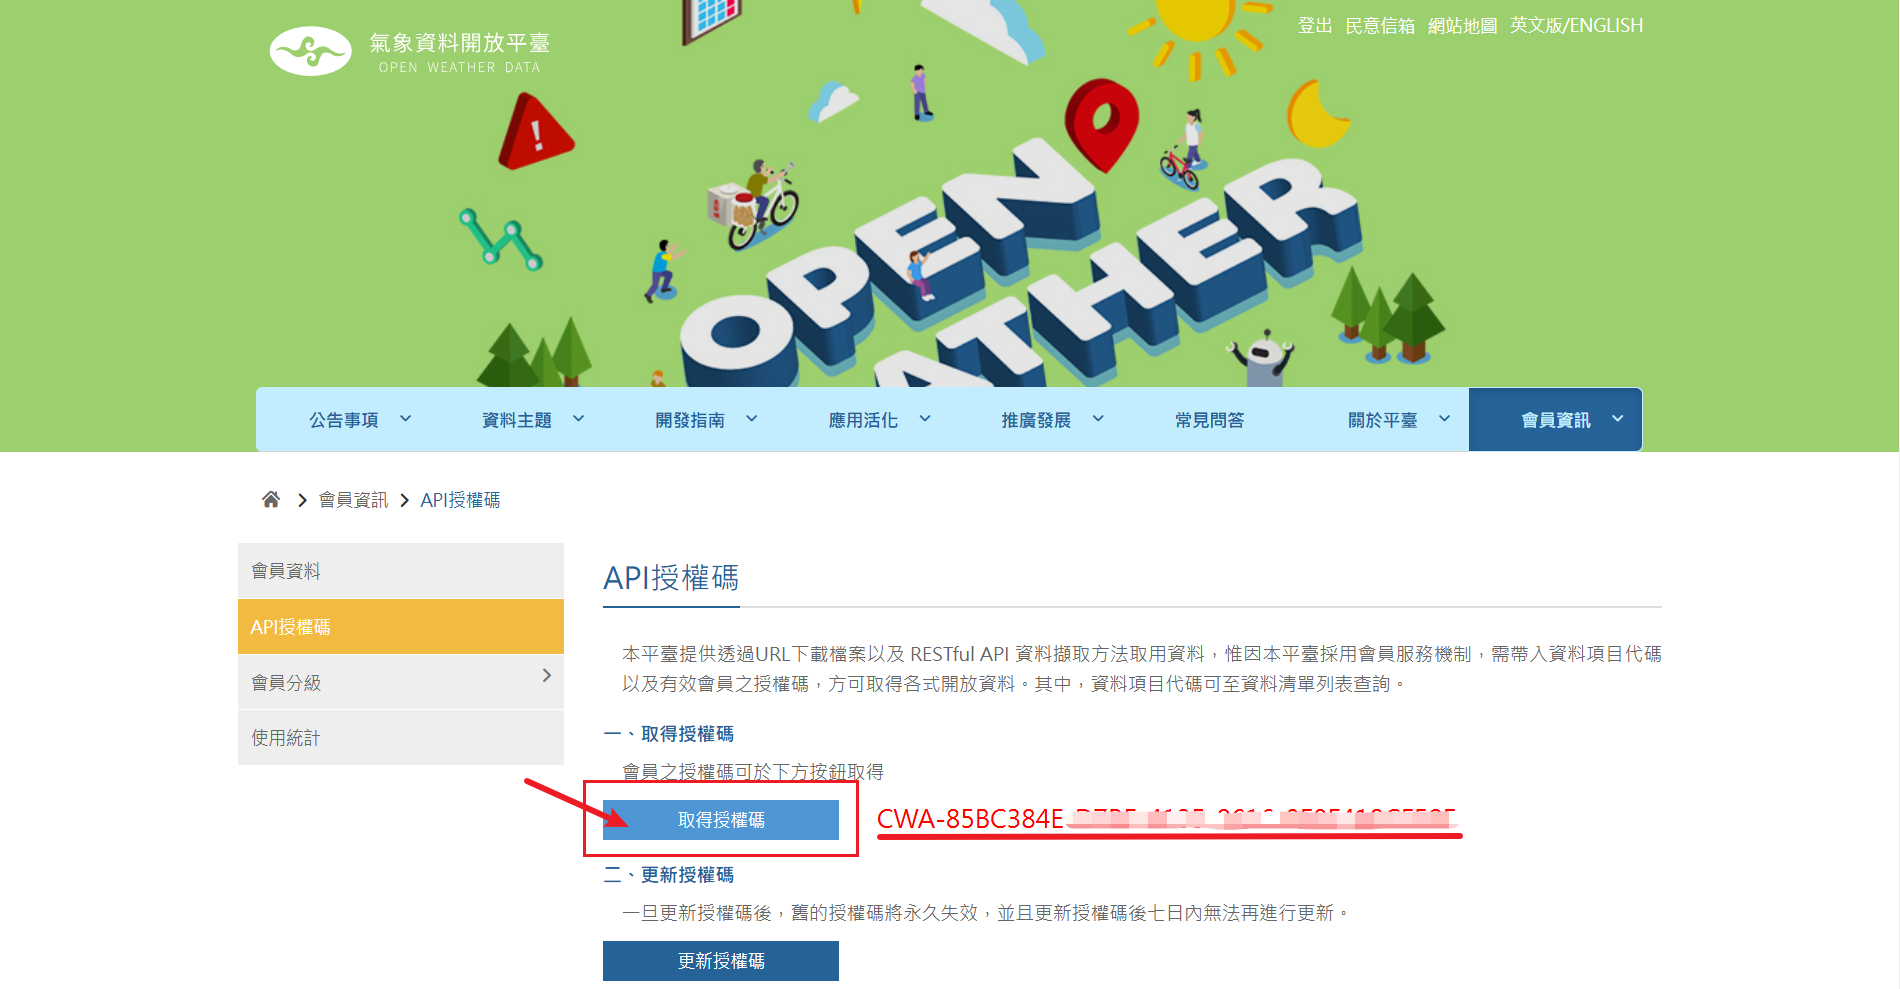 氣象資料開放平臺
OPEN WEATHER DATA
登出 民意信箱 網站地圖 英文版/ENGLISH
OPEN
ATHER
公告事項 資料主題 開發指南 應用活化 推廣發展 常見問答 關於平臺 會員資訊
會員資訊 API授權碼
會員資料
API授權碼
會員分級
使用統計
API授權碼
本平臺提供透過URL下載檔案以及 RESTful API 資料擷取方法取用資料，惟因本平臺採用會員服務機制，需帶入資料項目代碼
以及有效會員之授權碼，方可取得各式開放資料。其中，資料項目代碼可至資料清單列表查詢。
一、取得授權碼
會員之授權碼可於下方按鈕取得
取得授權碼
CWA-85BC384E
二、更新授權碼
一旦更新授權碼後，舊的授權碼將永久失效，並且更新授權碼後七日內無法再進行更新。
更新授權碼